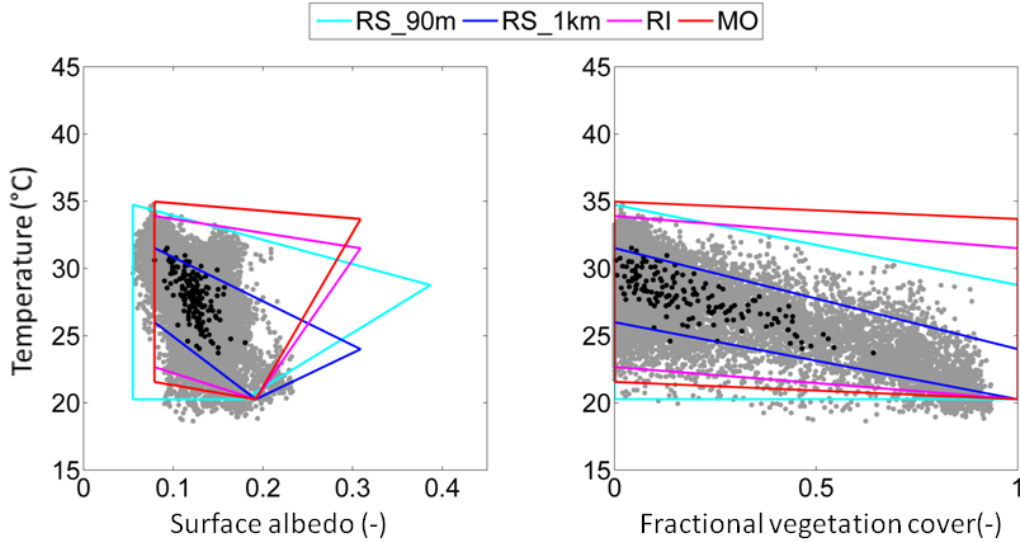 RS_90m RS_1km RI MO
45
40
35
30
25
20
15
0 0.1 0.2 0.3 0.4
Temperature (°C)
Surface albedo (-)
45
40
35
30
25
20
15
0 0.5 1
Fractional vegetation cover(-)